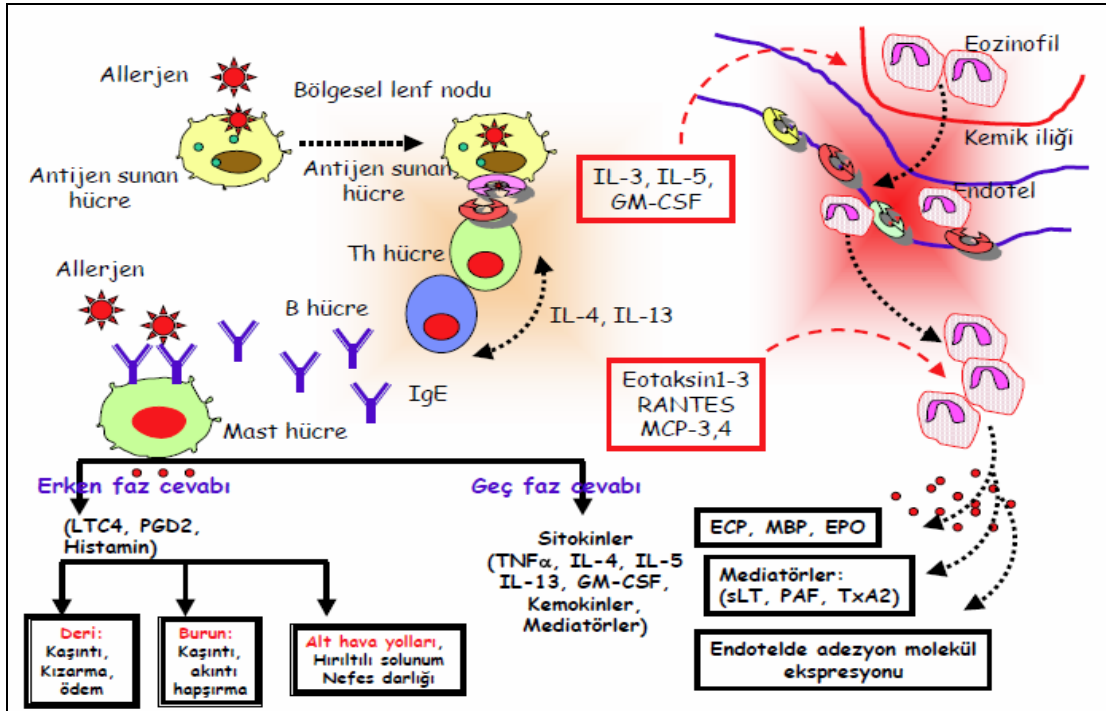 Allerjen
Bölgesel lenf nodu
Antijen sunan
hücre
Antijen sunan
hücre
Th hücre
Allerjen
B hücre
IL-4, IL-13
IgE
Mast hücre
Eozinofil
Kemik iliği
IL-3, IL-5,
GM-CSF
Endotel
Eotaksin1-3
RANTES
MCP-3,4
Erken faz cevabı
(LTC4, PGD2,
Histamin)
Deri:
Kaşıntı,
Kızarma,
ödem
Burun:
Kaşıntı,
akıntı
hapşırma
Alt hava yolları,
Hırıltılı solunum
Nefes darlığı
Geç faz cevabı
Sitokinler
(TNFα, IL-4, IL-5
IL-13, GM-CSF,
Kemokinler,
Mediatörler)
ECP, MBP, EPO
Mediatörler:
(sLT, PAF, TxA2)
Endotelde adezyon molekül
ekspresyonu